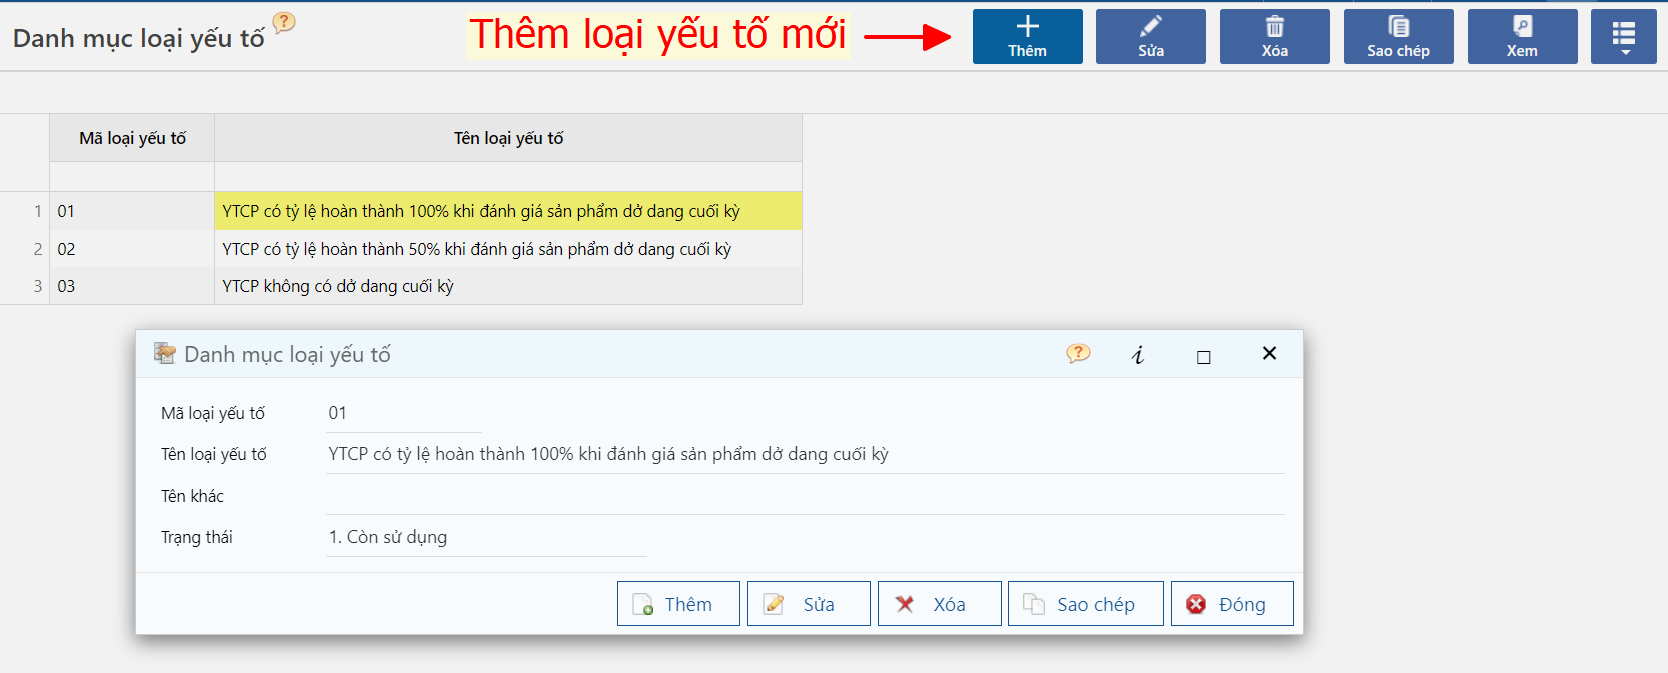 Danh mục loại yếu tố ?
Thêm loại yếu tố mới
Thêm Sửa Xóa Sao chép Xem
Mã loại yếu tố Tên loại yếu tố
1 01 YTCP có tỷ lệ hoàn thành 100% khi đánh giá sản phẩm dở dang cuối kỳ
2 02 YTCP có tỷ lệ hoàn thành 50% khi đánh giá sản phẩm dở dang cuối kỳ
3 03 YTCP không có dở dang cuối kỳ
Danh mục loại yếu tố ? i
Mã loại yếu tố 01
Tên loại yếu tố YTCP có tỷ lệ hoàn thành 100% khi đánh giá sản phẩm dở dang cuối kỳ
Tên khác
Trạng thái 1. Còn sử dụng
Thêm Sửa Xóa Sao chép Đóng